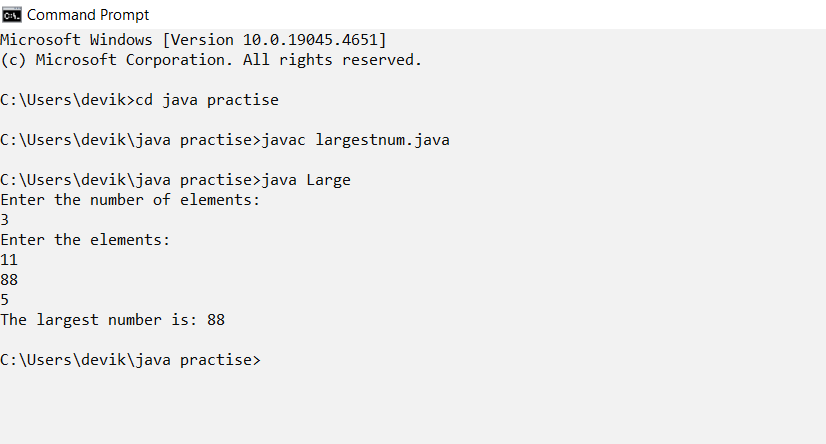 Command Prompt
Microsoft Windows [Version 10.0.19045.4651]
(c) Microsoft Corporation. All rights reserved.
C:\Users\devik>cd java practise
C:\Users\devik\java practise>javac largestnum.java
C:\Users\devik\java practise>java Large
Enter the number of elements:
3
Enter the elements:
11
88
5
The largest number is: 88
C:\Users\devik\java practise>